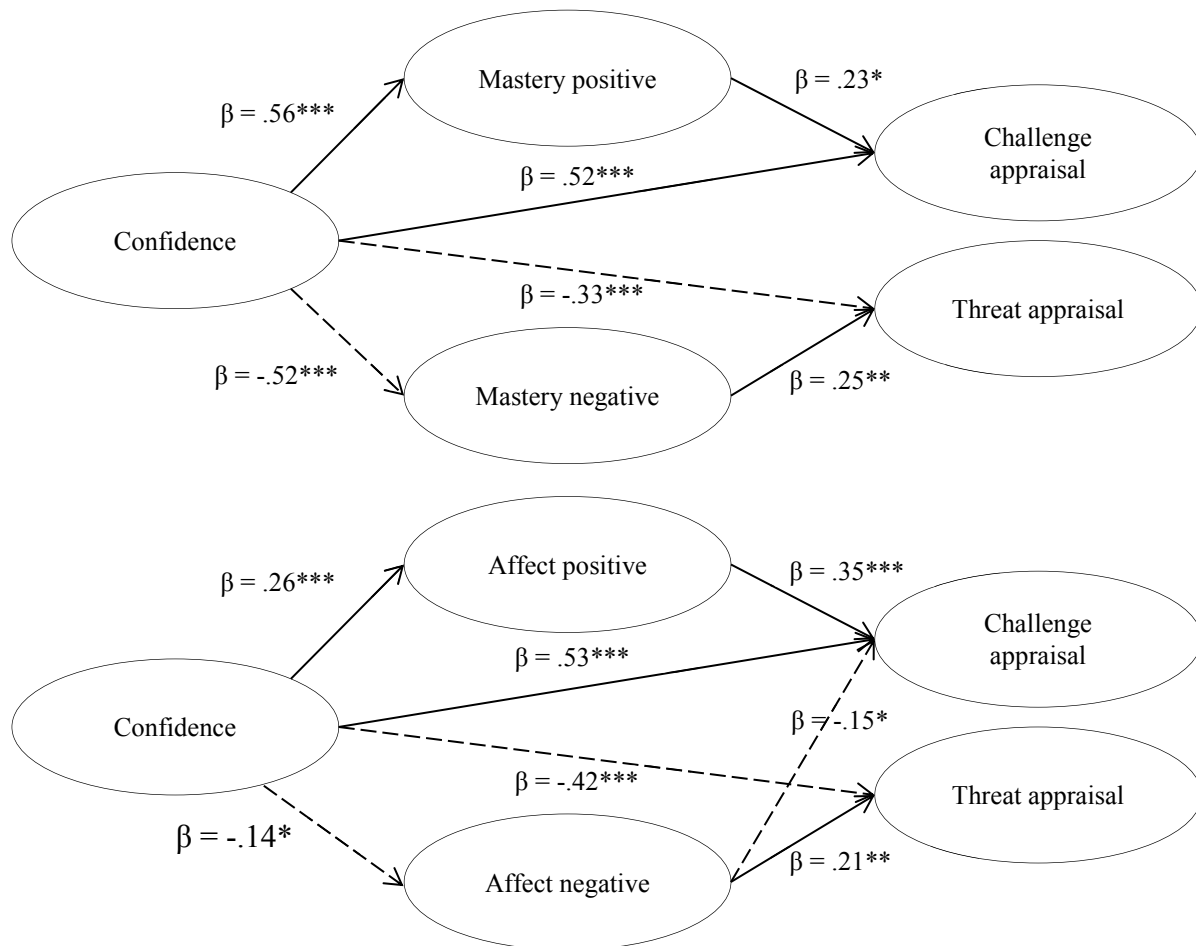 Mastery positive
β = .23*
β = .56***
Challenge
appraisal
β = .52***
Confidence
β = -.33***
Threat appraisal
β = -.52***
β = .25**
Mastery negative
Affect positive
β = .35***
β = .26***
Challenge
appraisal
β = .53***
Confidence
β = -.15*
β = -.42***
Threat appraisal
β = -.14*
β = .21**
Affect negative